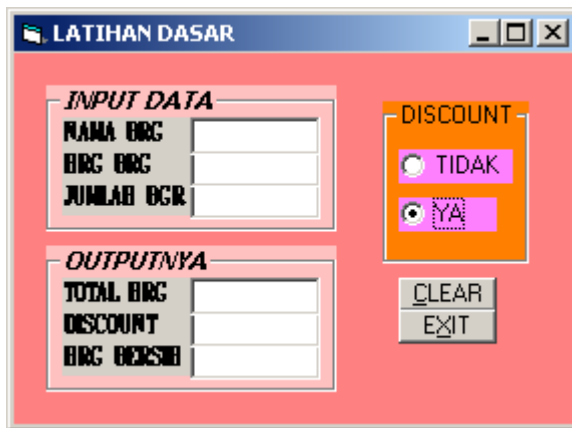 LATIHAN DASAR
INPUT DATA
NAMA BRG
HRG BRG
JUMLAH BGR
OUTPUTNYA
TOTAL HRG
DISCOUNT
HRG BERSIH
DISCOUNT
TIDAK
YA
CLEAR
EXIT